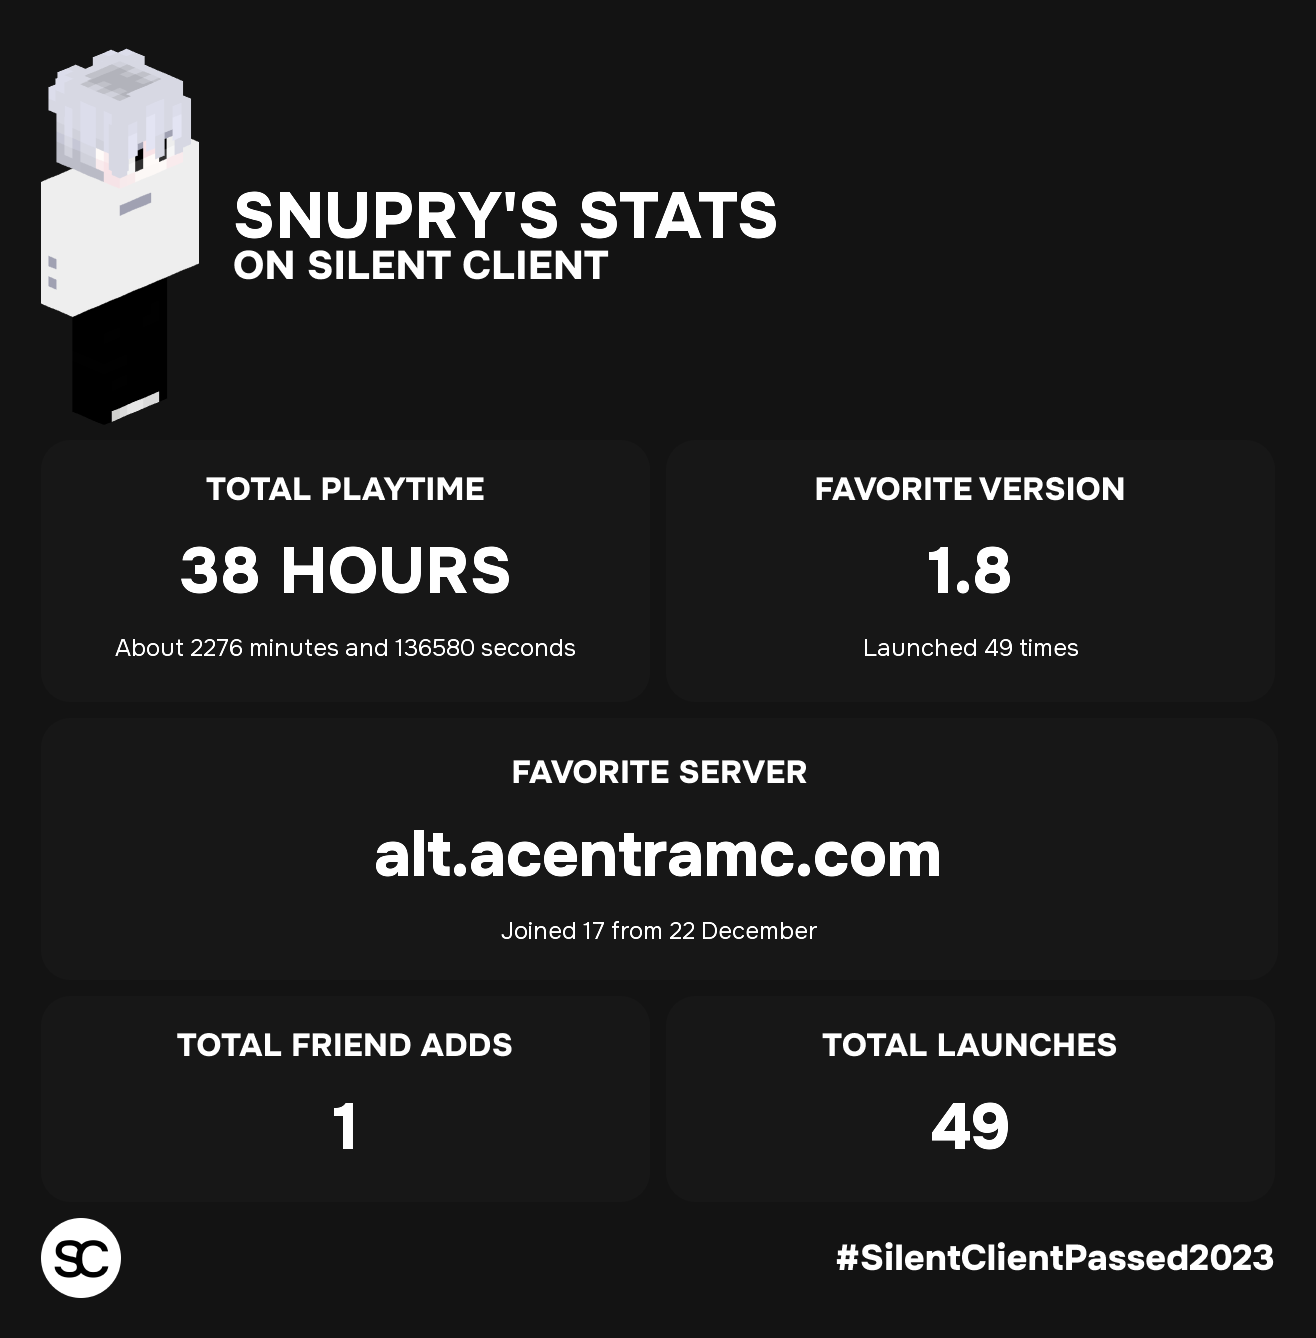 SNUPRY'S STATS
ON SILENT CLIENT
TOTAL PLAYTIME
38 HOURS
About 2276 minutes and 136580 seconds
FAVORITE VERSION
1.8
Launched 49 times
FAVORITE SERVER
alt.acentramc.com
Joined 17 from 22 December
TOTAL FRIEND ADDS
1
TOTAL LAUNCHES
49
SC
#SilentClientPassed2023